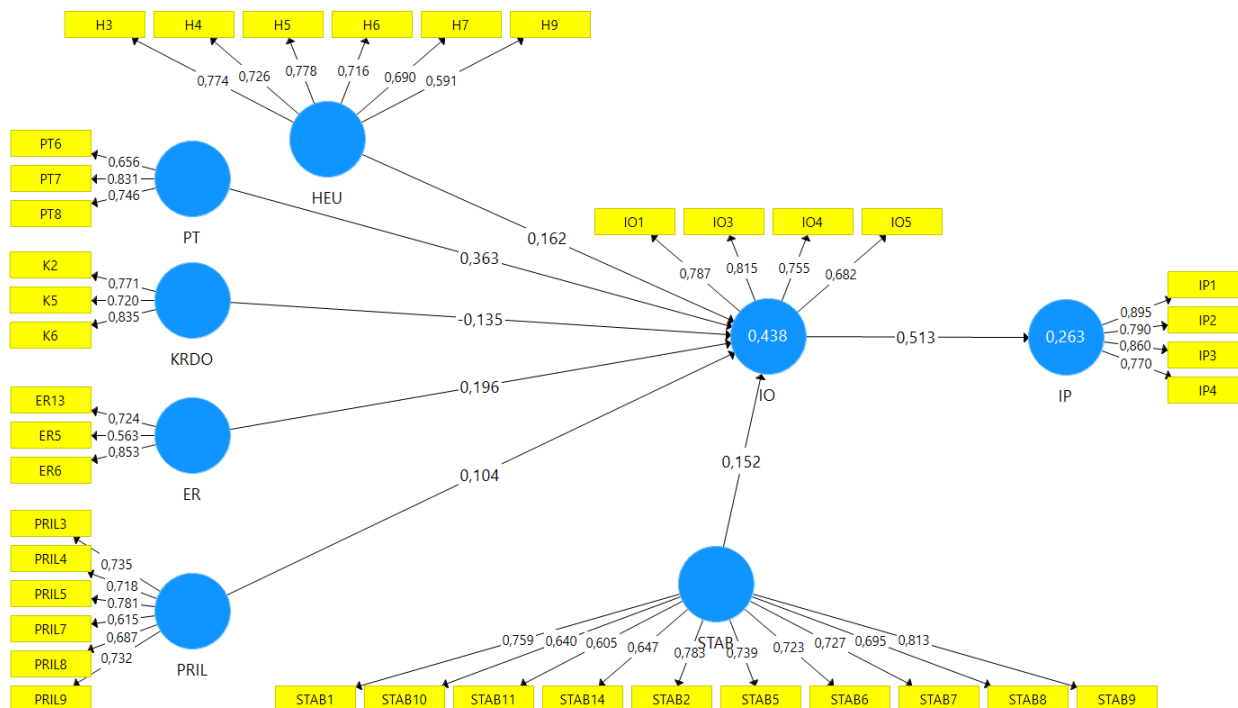 H3 H4 H5 H6 H7 H9
0,774 0,726 0,778 0,716 0,690 0,591
HEU
PT6
PT7
PT8
0,656
0.831
0,746
PT
K2
K5
K6
0,771
0.720
0,835
KRDO
ER13
ER5
ER6
0,724
0.563
0,853
ER
PRIL3
PRIL4
PRIL5
PRIL7
PRIL8
PRIL9
0,735
0,718
0,781
0,615
0,687
0,732
PRIL
0,162
0,363
-0,135
0,196
0,104
0,152
IO1 IO3 IO4 IO5
0,787 0,815 0,755 0,682
0,438
IO
0,513
0,263
IP
0,895
0,790
0,860
0,770
IP1
IP2
IP3
IP4
STAB
0,759 0,640 0,605 0,647 0,783 0,739 0,723 0,727 0,695 0,813
STAB1 STAB10 STAB11 STAB14 STAB2 STAB5 STAB6 STAB7 STAB8 STAB9